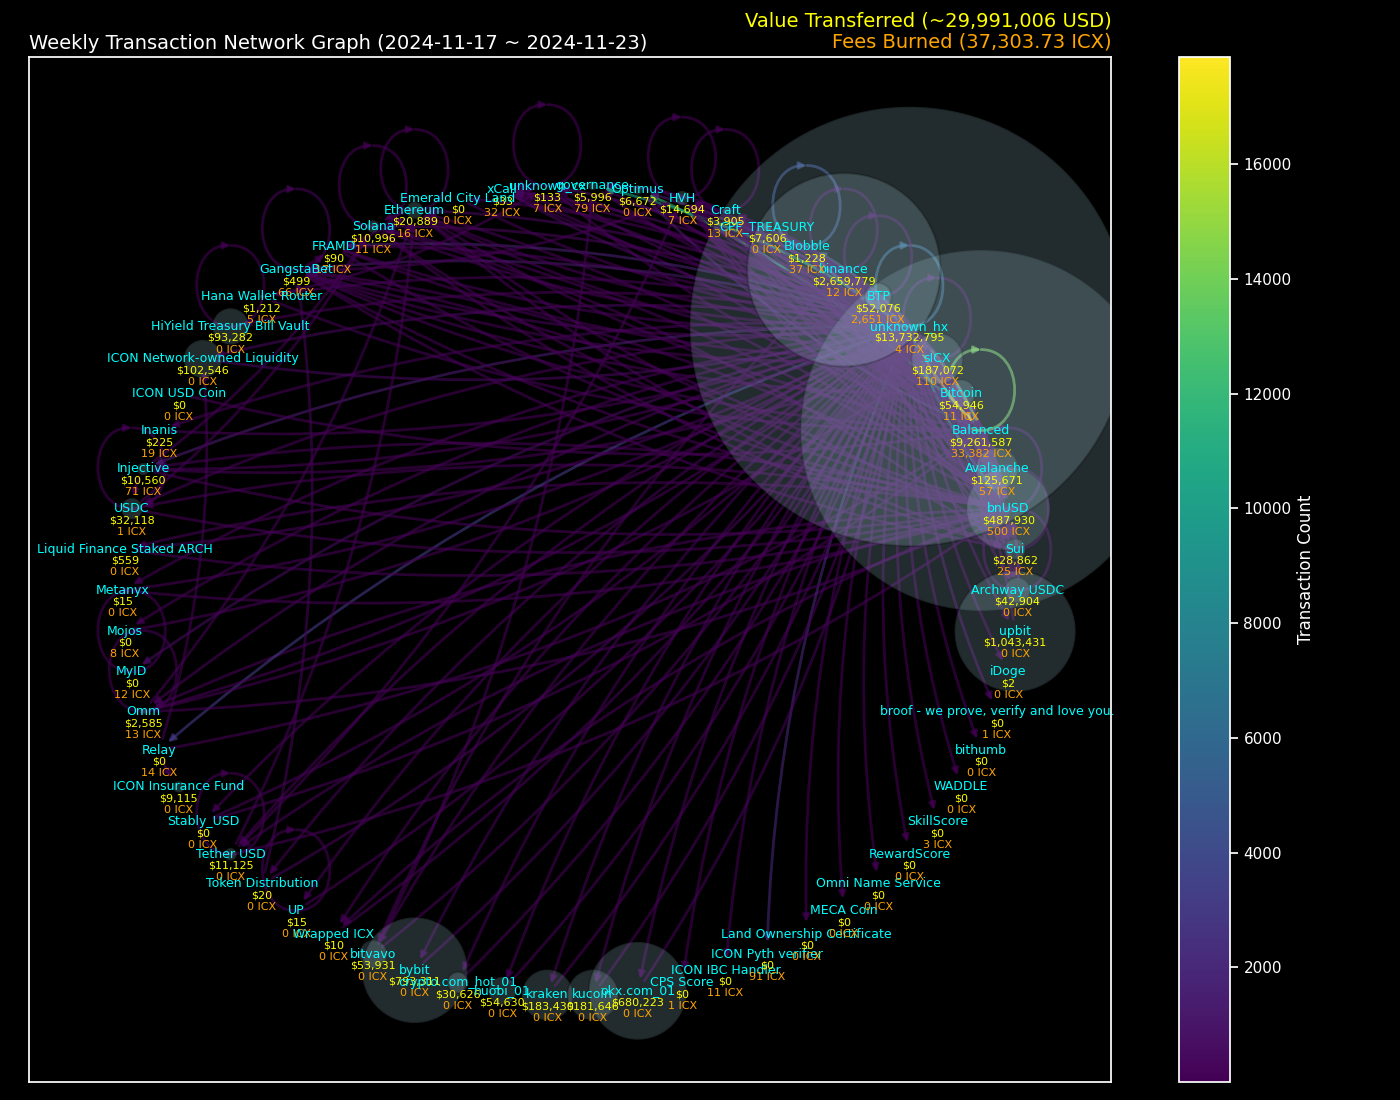 Value Transferred (~29,991,006 USD)
Weekly Transaction Network Graph (2024-11-17 ~ 2024-11-23)
Fees Burned (37,303.73 ICX)
unknown_cx
$133
7 ICX
governance
$5,996
79 ICX
Optimus
$6,672
0 ICX
HVH
$14,694
7 ICX
Craft
$3,905
13 ICX
CPF_TREASURY
$7,606
0 ICX
Blobble
$1,228
37 ICX
binance
$2,659,779
12 ICX
BTP
$52,076
2,651 ICX
unknown_hx
$13,732,795
4 ICX
sICX
$187,072
110 ICX
Bitcoin
$54,946
11 ICX
Balanced
$9,261,587
33,382 ICX
Avalanche
$125,671
57 ICX
bnUSD
$487,930
500 ICX
Sui
$28,862
25 ICX
Archway USDC
$42,904
0 ICX
upbit
$1,043,431
0 ICX
iDoge
$2
0 ICX
broof - we prove, verify and love you.
$0
1 ICX
bithumb
$0
0 ICX
WADDLE
$0
0 ICX
SkillScore
$0
3 ICX
RewardScore
$0
0 ICX
Omni Name Service
$0
0 ICX
MECA Coin
$0
Land Ownership Certificate
$0
0 ICX
ICON Pyth verifier
$0
91 ICX
ICON IBC Handler
$0
11 ICX
CPS Score
$0
1 ICX
okx.com_01
$680,223
0 ICX
kucoin
$181,646
0 ICX
kraken
$183,430
0 ICX
huobi_01
$54,630
0 ICX
crypto.com_hot_01
$30,626
0 ICX
bybit
$793,311
0 ICX
bitvavo
$53,931
0 ICX
Wrapped ICX
$10
0 ICX
UP
$15
0 ICX
Token Distribution
$20
0 ICX
Tether USD
$11,125
0 ICX
Stably_USD
$0
0 ICX
ICON Insurance Fund
$9,115
0 ICX
Relay
$0
14 ICX
Omm
$2,585
13 ICX
MyID
$0
12 ICX
Mojos
$0
8 ICX
Metanyx
$15
0 ICX
Liquid Finance Staked ARCH
$559
0 ICX
USDC
$32,118
1 ICX
Injective
$10,560
71 ICX
Inanis
$225
19 ICX
ICON USD Coin
$0
0 ICX
ICON Network-owned Liquidity
$102,546
0 ICX
HiYield Treasury Bill Vault
$93,282
0 ICX
Hana Wallet Router
$1,212
5 ICX
GangstaBet
$499
66 ICX
FRAMD
$90
ICX
Solana
$10,996
11 ICX
Ethereum
$20,889
16 ICX
Emerald City Land
$0
0 ICX
xCall
$53
32 ICX
16000
14000
12000
10000
8000
6000
4000
2000
Transaction Count